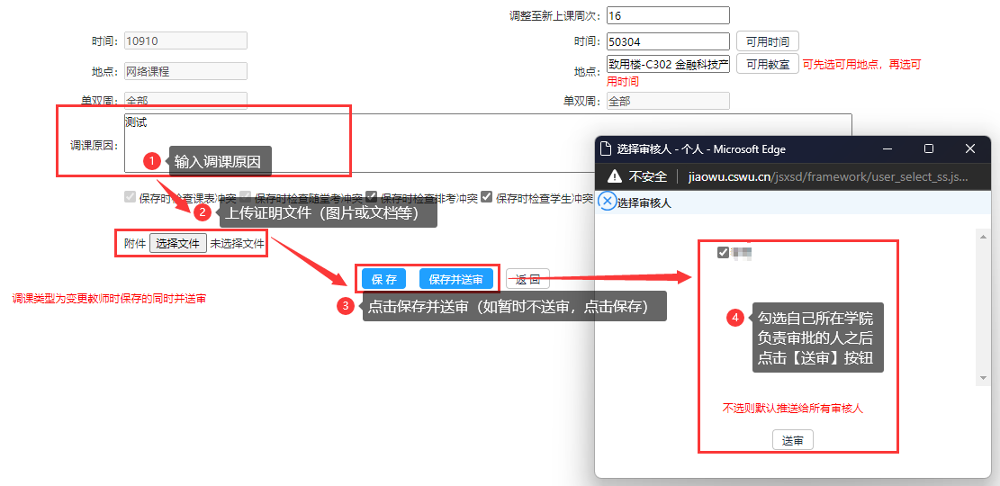 调整至新上课周次： 16
时间： 10910 时间： 50304 可用时间
地点： 网络课程 地点： 致用楼-C302 金融科技产 可用教室 可先选可用地点，再选可
用时间
单双周： 全部 单双周： 全部
调课原因： 测试
1 输入调课原因
保存时检查课表冲突 保存时检查随堂考冲突 保存时检查排考冲突 保存时检查学生冲突
2 上传证明文件（图片或文档等）
附件 选择文件 未选择文件
保 存 保存并送审 返 回
调课类型为变更教师时保存的同时并送审
3 点击保存并送审（如暂时不送审，点击保存）
选择审核人 - 个人 - Microsoft Edge
不安全 jiaowu.cswu.cn/jsxsd/framework/user_select_ss.js...
选择审核人
4 勾选自己所在学院
负责审批的人之后
点击【送审】按钮
不选则默认推送给所有审核人
送审